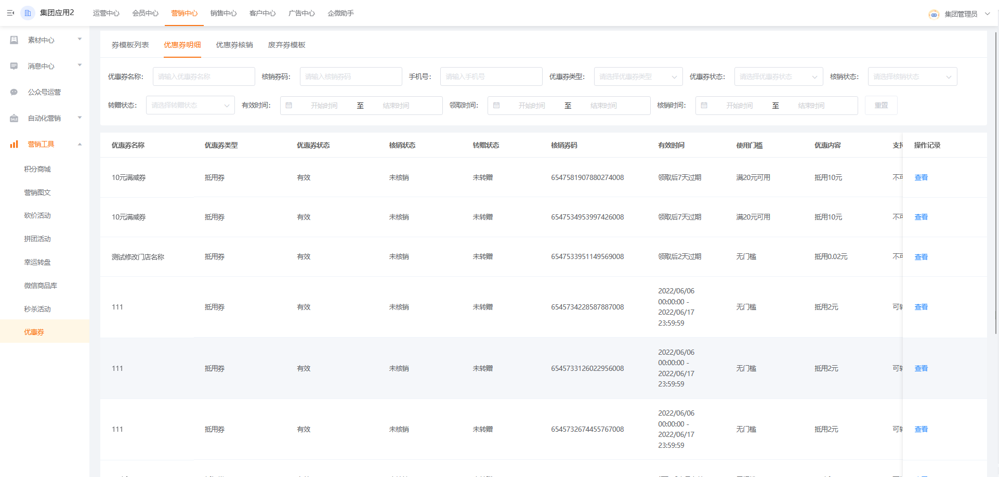 集团应用2 运营中心 会员中心 营销中心 销售中心 客户中心 广告中心 企微助手 集团管理员
素材中心
消息中心
公众号运营
自动化营销
营销工具
积分商城
营销图文
砍价活动
拼团活动
幸运转盘
微信商品库
秒杀活动
优惠券
券模板列表 优惠券明细 优惠券核销 废弃券模板
优惠券名称: 请输入优惠券名称 核销券码: 请输入核销券码 手机号: 请输入手机号 优惠券类型: 请选择优惠券类型 优惠券状态: 请选择优惠券状态 核销状态: 请选择核销状态
转赠状态: 请选择转赠状态 有效时间: 开始时间 至 结束时间 领取时间: 开始时间 至 结束时间 核销时间: 开始时间 至 结束时间 重置
优惠券名称 优惠券类型 优惠券状态 核销状态 转赠状态 核销券码 有效时间 使用门槛 优惠内容 支 操作记录
10元满减券 抵用券 有效 未核销 未转赠 6547581907880274008 领取后7天过期 满20元可用 抵用10元 不可 查看
10元满减券 抵用券 有效 未核销 未转赠 6547534953997426008 领取后7天过期 满20元可用 抵用10元 不可 查看
测试修改门店名称 抵用券 有效 未核销 未转赠 6547533951149569008 领取后2天过期 无门槛 抵用0.02元 不可 查看
111 抵用券 有效 未核销 未转赠 6545734228587887008 2022/06/06
00:00:00 -
2022/06/17
23:59:59 无门槛 抵用2元 可 查看
111 抵用券 有效 未核销 未转赠 6545733126022956008 2022/06/06
00:00:00 -
2022/06/17
23:59:59 无门槛 抵用2元 可 查看
111 抵用券 有效 未核销 未转赠 6545732674455767008 2022/06/06
00:00:00 -
2022/06/17
23:59:59 无门槛 抵用2元 可 查看